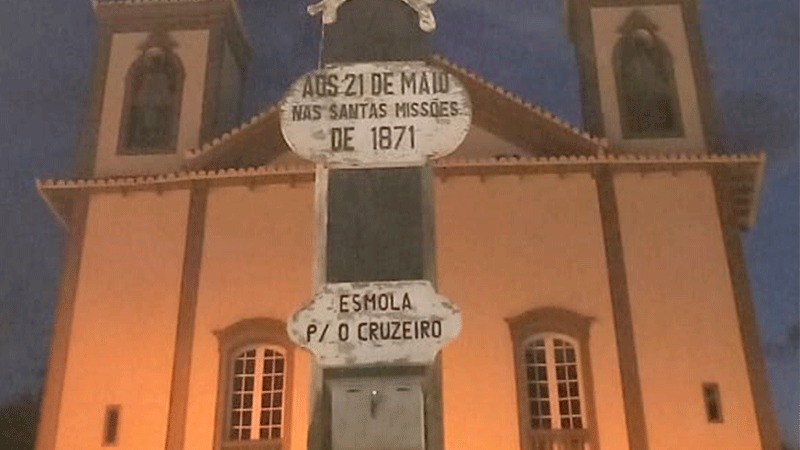 AOS 21 DE MAIO
NAS SANTAS MISSÕES
DE 1871
ESMOLA
P/ O CRUZEIRO